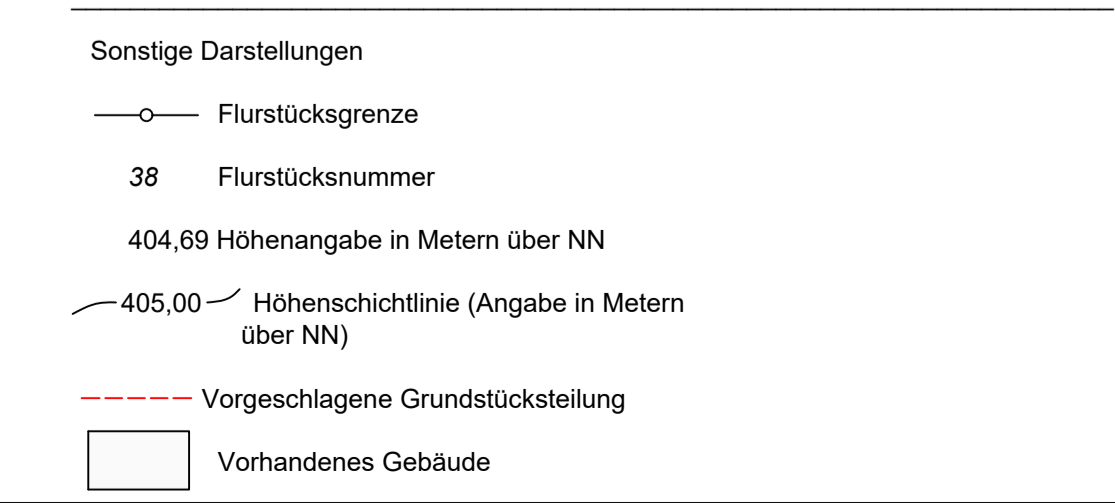 Sonstige Darstellungen
Flurstücksgrenze
38 Flurstücksnummer
404,69 Höhenangabe in Metern über NN
405,00 Höhenschichtlinie (Angabe in Metern
über NN)
Vorgeschlagene Grundstücksteilung
Vorhandenes Gebäude